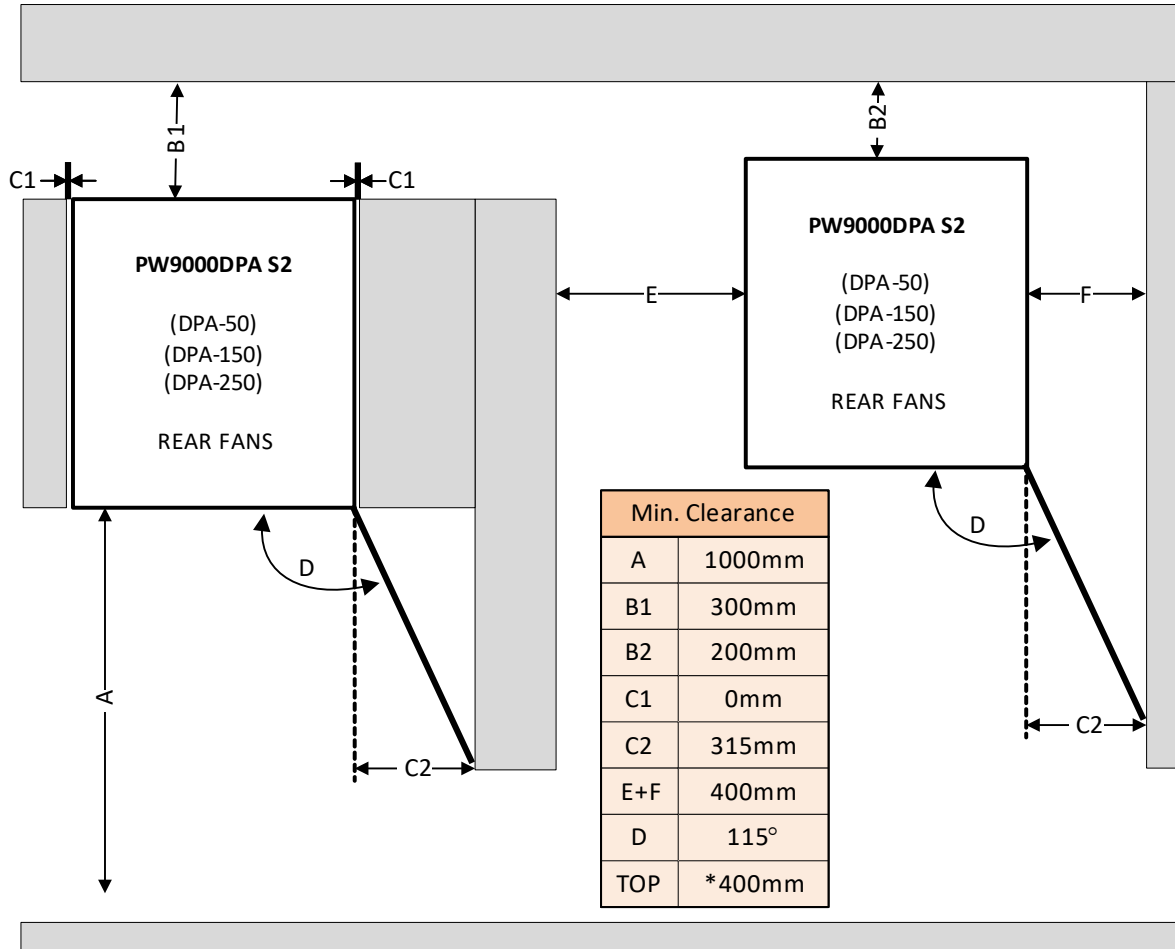 B1
B2
C1
C1
PW9000DPA S2
(DPA-50)
(DPA-150)
(DPA-250)
REAR FANS
E
PW9000DPA S2
(DPA-50)
(DPA-150)
(DPA-250)
REAR FANS
F
D
D
A
C2
C2
Min. Clearance
A 1000mm
B1 300mm
B2 200mm
C1 0mm
C2 315mm
E+F 400mm
D 115°
TOP *400mm